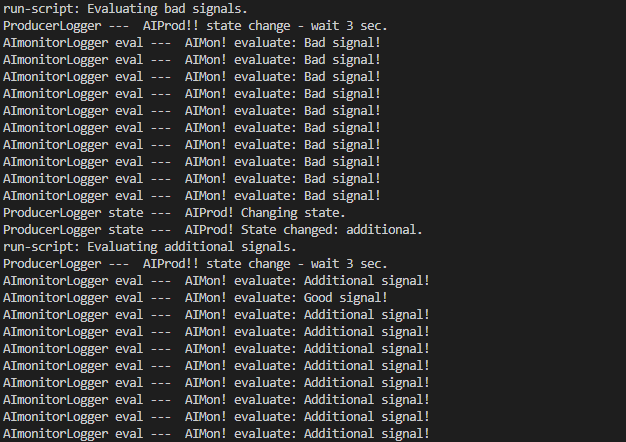 run-script: Evaluating bad signals.
ProducerLogger ---  AIProd!! state change - wait 3 sec.
AImonitorLogger eval ---  AIMon! evaluate: Bad signal!
AImonitorLogger eval ---  AIMon! evaluate: Bad signal!
AImonitorLogger eval ---  AIMon! evaluate: Bad signal!
AImonitorLogger eval ---  AIMon! evaluate: Bad signal!
AImonitorLogger eval ---  AIMon! evaluate: Bad signal!
AImonitorLogger eval ---  AIMon! evaluate: Bad signal!
AImonitorLogger eval ---  AIMon! evaluate: Bad signal!
AImonitorLogger eval ---  AIMon! evaluate: Bad signal!
AImonitorLogger eval ---  AIMon! evaluate: Bad signal!
AImonitorLogger eval ---  AIMon! evaluate: Bad signal!
ProducerLogger state ---  AIProd! Changing state.
ProducerLogger state ---  AIProd! State changed: additional.
run-script: Evaluating additional signals.
ProducerLogger ---  AIProd!! state change - wait 3 sec.
AImonitorLogger eval ---  AIMon! evaluate: Additional signal!
AImonitorLogger eval ---  AIMon! evaluate: Good signal!
AImonitorLogger eval ---  AIMon! evaluate: Additional signal!
AImonitorLogger eval ---  AIMon! evaluate: Additional signal!
AImonitorLogger eval ---  AIMon! evaluate: Additional signal!
AImonitorLogger eval ---  AIMon! evaluate: Additional signal!
AImonitorLogger eval ---  AIMon! evaluate: Additional signal!
AImonitorLogger eval ---  AIMon! evaluate: Additional signal!
AImonitorLogger eval ---  AIMon! evaluate: Additional signal!
AImonitorLogger eval ---  AIMon! evaluate: Additional signal!